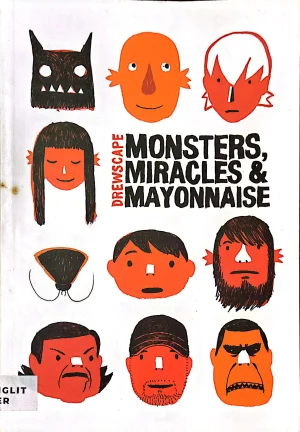 DREWSCAPE
MONSTERS,
MIRACLES &
MAYONNAISE
GLIT
ER